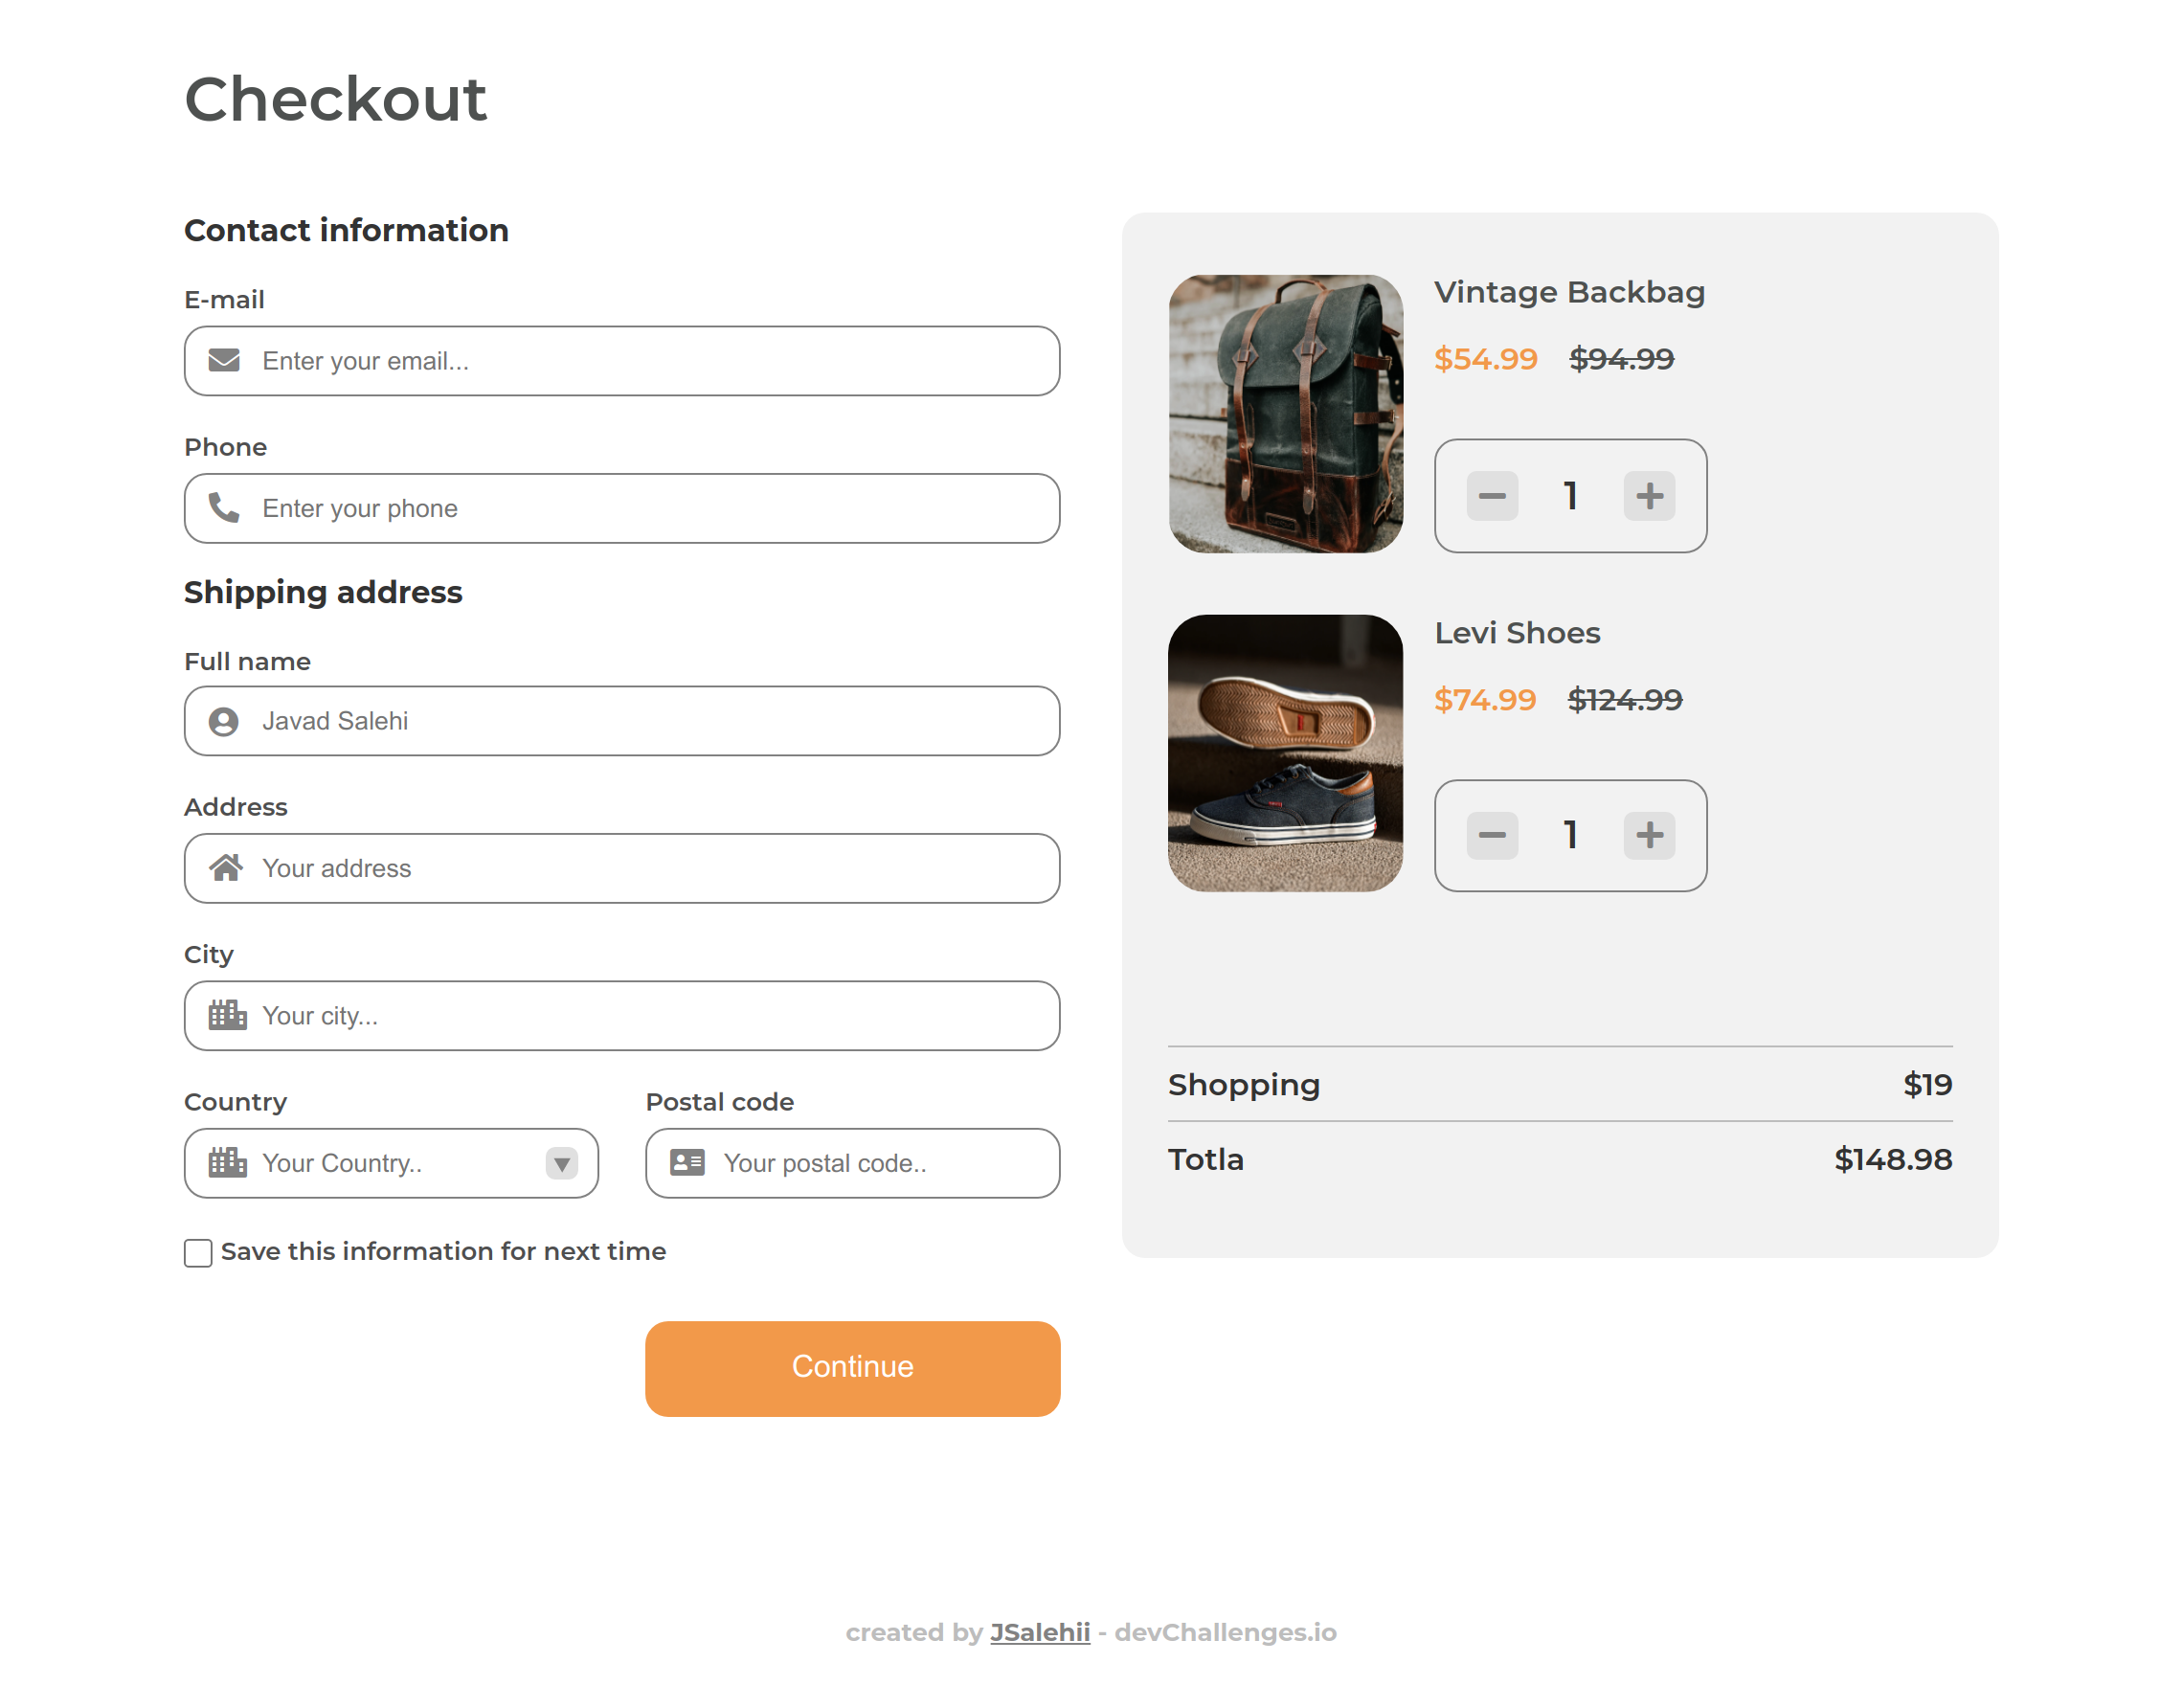 Checkout
Contact information
E-mail
Enter your email...
Phone
Enter your phone
Shipping address
Full name
Javad Salehi
Address
Your address
City
Your city...
Country
Your Country..
Postal code
Your postal code..
Save this information for next time
Continue
Vintage Backbag
$54.99 $94.99
1
Levi Shoes
$74.99 $124.99
1
Shopping $19
Totla $148.98
created by JSalehii - devChallenges.io